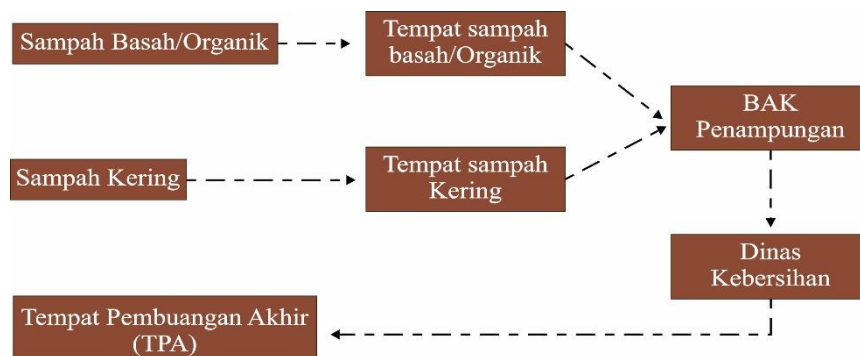 Sampah Basah/Organik
Tempat sampah
basah/Organik
BAK
Penampungan
Sampah Kering
Tempat sampah
Kering
Dinas
Kebersihan
Tempat Pembuangan Akhir
(TPA)